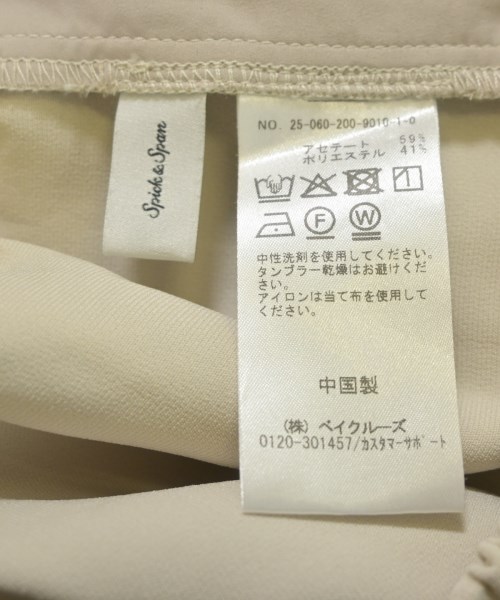 Spick & Span
NO. 25-060-200-9010-1-0
アセテート 59%
ポリエステル 41%
F
W
中性洗剤を使用してください。
タンブラー乾燥はお避けくだ
さい。
アイロンは当て布を使用して
ください。
中国製
(株) ベイクルーズ
0120-301457/カスタマーサポート